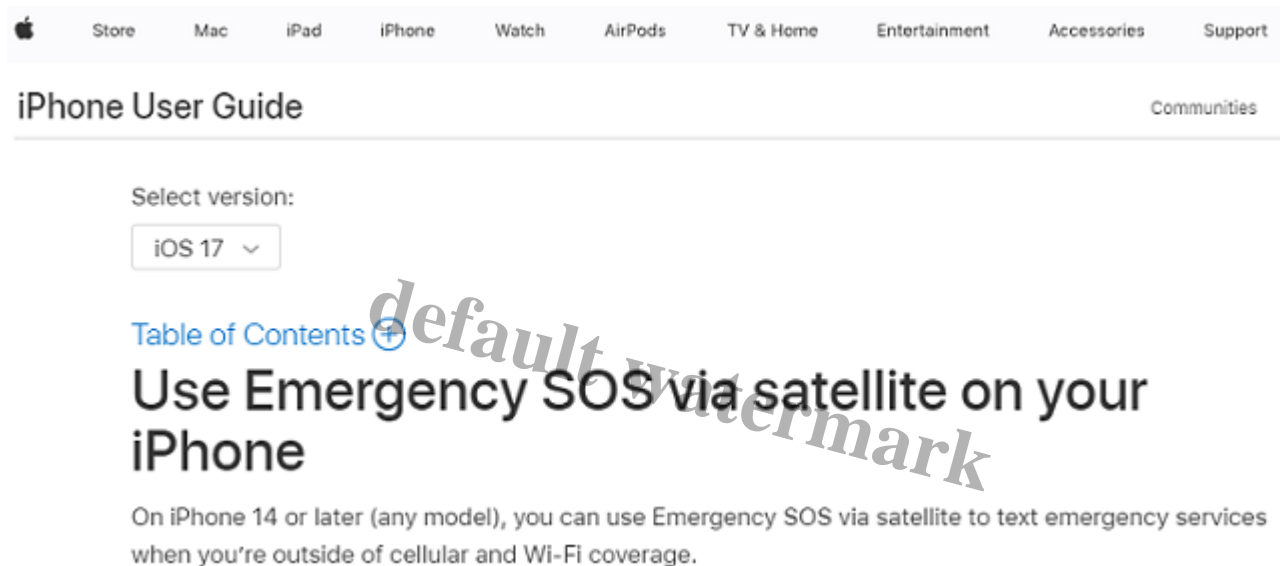 Store Mac iPad iPhone Watch AirPods TV & Home Entertainment Accessories Support
iPhone User Guide
Communities
Select version:
iOS 17
Table of Contents
Use Emergency SOS via satellite on your
iPhone
default watermark
On iPhone 14 or later (any model), you can use Emergency SOS via satellite to text emergency services
when you’re outside of cellular and Wi-Fi coverage.